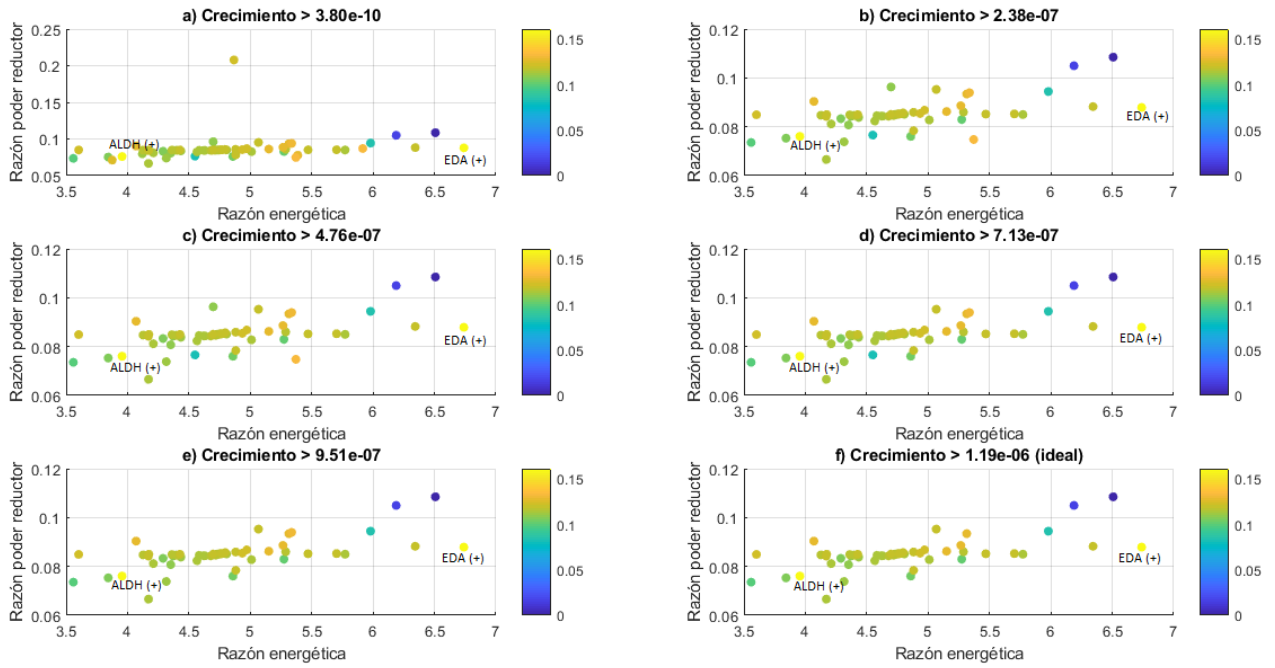 a) Crecimiento > 3.80e-10
Razón poder reductor
0.25
0.2
0.15
0.1
0.05
ALDH (+)
EDA (+)
3.5 4 4.5 5 5.5 6 6.5 7
Razón energética
0.15
0.1
0.05
0
b) Crecimiento > 2.38e-07
Razón poder reductor
0.12
0.1
0.08
0.06
ALDH (+)
EDA (+)
3.5 4 4.5 5 5.5 6 6.5 7
Razón energética
0.15
0.1
0.05
0
c) Crecimiento > 4.76e-07
Razón poder reductor
0.12
0.1
0.08
0.06
ALDH (+)
EDA (+)
3.5 4 4.5 5 5.5 6 6.5 7
Razón energética
0.15
0.1
0.05
0
d) Crecimiento > 7.13e-07
Razón poder reductor
0.12
0.1
0.08
0.06
ALDH (+)
EDA (+)
3.5 4 4.5 5 5.5 6 6.5 7
Razón energética
0.15
0.1
0.05
0
e) Crecimiento > 9.51e-07
Razón poder reductor
0.12
0.1
0.08
0.06
ALDH (+)
EDA (+)
3.5 4 4.5 5 5.5 6 6.5 7
Razón energética
0.15
0.1
0.05
0
f) Crecimiento > 1.19e-06 (ideal)
Razón poder reductor
0.12
0.1
0.08
0.06
ALDH (+)
EDA (+)
3.5 4 4.5 5 5.5 6 6.5 7
Razón energética
0.15
0.1
0.05
0